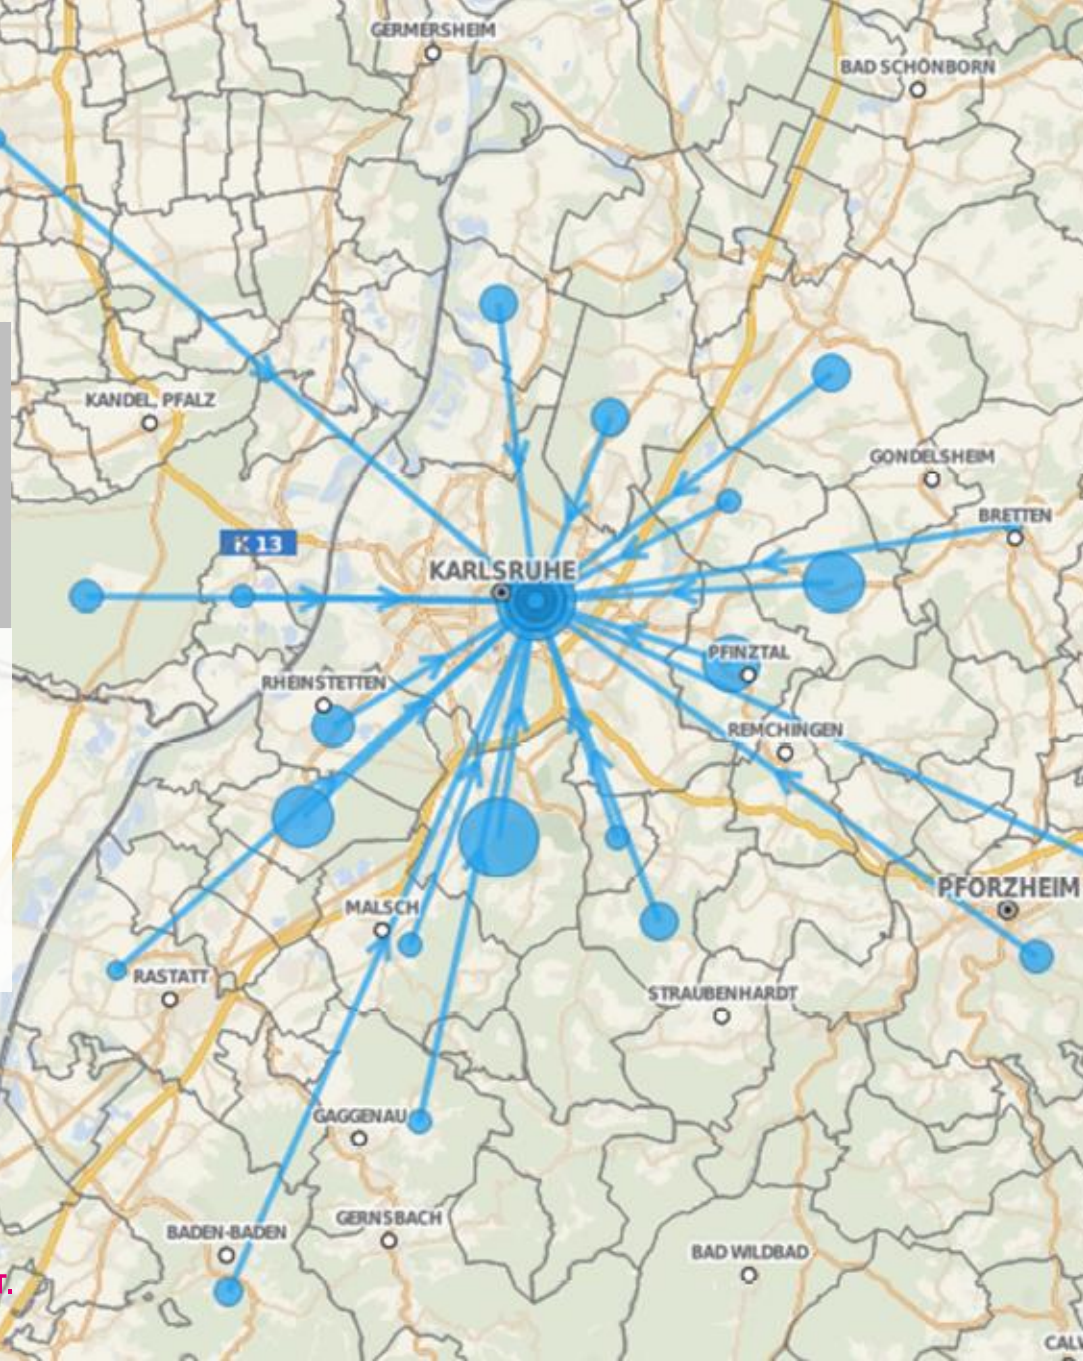 GERMERSHEIM
BAD SCHÖNBORN
KANDEL, PFALZ
GONDELSHEIM
BRETTEN
K 13
KARLSRUHE
PFINZTAL
RHEINSTETTEN
REMCHINGEN
PFORZHEIM
MALSCH
RASTATT
STRAUBENHARDT
GAGGENAU
GERNSBACH
BADEN-BADEN
BAD WILDBAD
T.